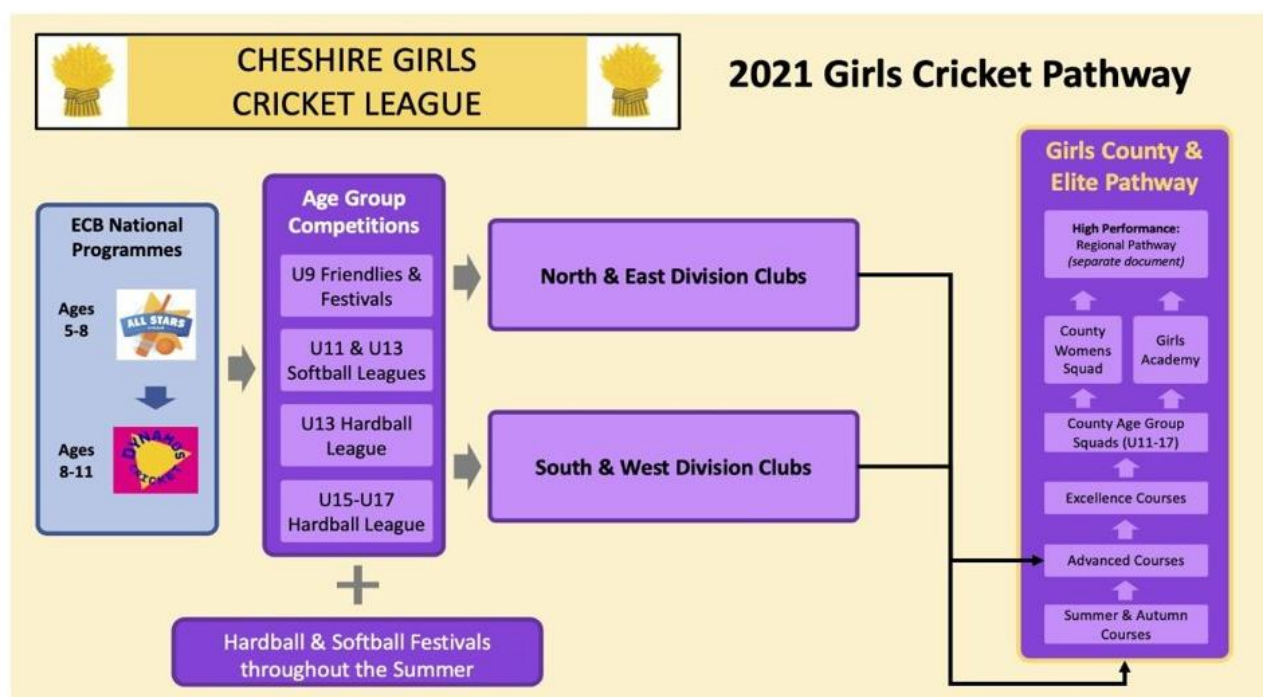 CHESHIRE GIRLS
CRICKET LEAGUE
2021 Girls Cricket Pathway
ECB National
Programmes
Ages
5-8
ALL STARS
Ages
8-11
DYNAMOS
CRICKET
Age Group
Competitions
U9 Friendlies &
Festivals
U11 & U13
Softball Leagues
U13 Hardball
League
U15-U17
Hardball League
Hardball & Softball Festivals
throughout the Summer
North & East Division Clubs
South & West Division Clubs
Girls County &
Elite Pathway
High Performance:
Regional Pathway
(separate document)
County
Womens
Squad
Girls
Academy
County Age Group
Squads (U11-17)
Excellence Courses
Advanced Courses
Summer & Autumn
Courses